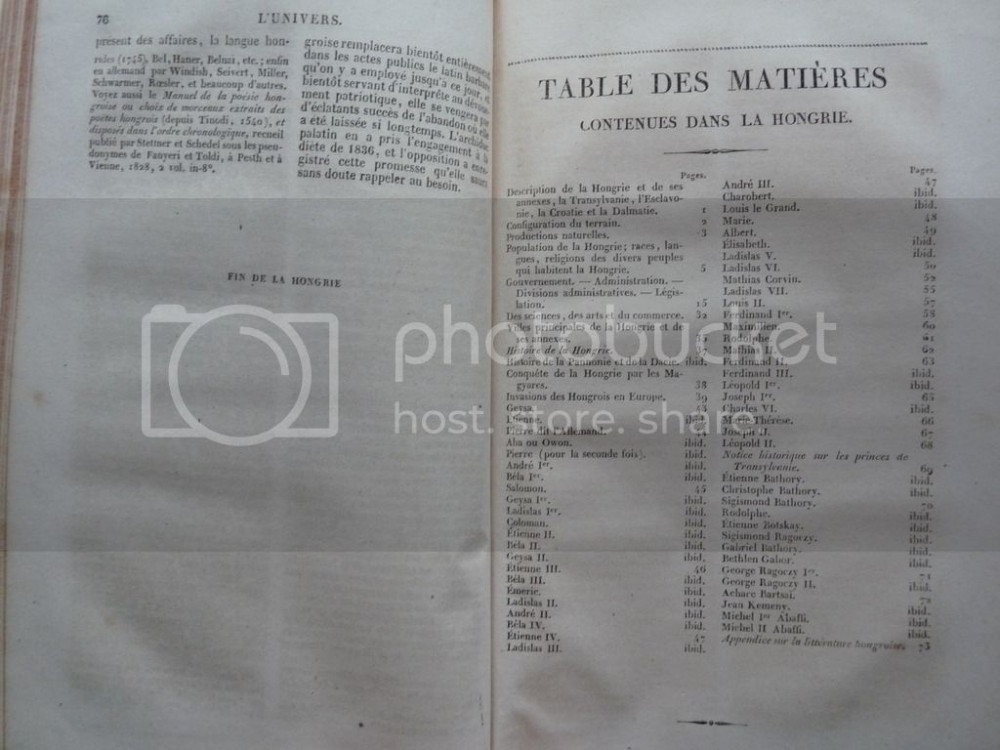 76
L'UNIVERS.
présent des affaires, la langue hon-
rales (1745), Bel, Haner, Belnai, etc.; enfin
en allemand par Windish, Seivert, Miller,
Schwarmer, Rœsler, et beaucoup d'autres.
Voyez aussi le Manuel de la poésie hon-
groise ou choix de morceaux extraits des
poètes hongrois (depuis Tinodi, 1540), et
disposés dans l'ordre chronologique, recueil
publié par Stettner et Schedel sous les pseu-
donymes de Fanyeri et Toldi, à Pesth et à
Vienne, 1828, 2 vol. in-8º.
groise remplacera bientôt entièrement
dans les actes publics le latin barbare
qu'on y a employé jusqu'à ce jour, et
bientôt servant d'interprète au dévoue-
ment patriotique, elle se vengera par
d'éclatants succès de l'abandon où elle
a été laissée si longtemps. L'archiduc
palatin en a pris l'engagement à la
diète de 1836, et l'opposition a enre-
gistré cette promesse qu'elle saura
sans doute rappeler au besoin.
FIN DE LA HONGRIE
TABLE DES MATIÈRES
CONTENUES DANS LA HONGRIE.
Pages.
Description de la Hongrie et de ses
annexes, la Transylvanie, l'Esclavo-
nie, la Croatie et la Dalmatie. 1
Configuration du terrain. 2
Productions naturelles. 3
Population de la Hongrie; races, lan-
gues, religions des divers peuples
qui habitent la Hongrie. 5
Gouvernement. — Administration. —
Divisions administratives. — Législ-
lation. 15
Des sciences, des arts et du commerce. 32
Villes principales de la Hongrie et de
ses annexes.
Histoire de la Hongrie.
Histoire de la Pannonie et de la Dacie. ibid.
Conquête de la Hongrie par les Ma-
gyares. 38
Invasions des Hongrois en Europe. 39
Geysa. 43
Étienne. ibid.
Pierre dit l'Allemand. 44
Aba ou Owon. ibid.
Pierre (pour la seconde fois). ibid.
André Ier. ibid.
Béla Ier. ibid.
Salomon. 45
Geysa Ier. ibid.
Ladislas Ier. ibid.
Coloman. ibid.
Étienne II. ibid.
Béla II. ibid.
Geysa II. ibid.
Étienne III. 46
Béla III. ibid.
Émeric. ibid.
Ladislas II. ibid.
André II. ibid.
Béla IV. ibid.
Étienne IV. 47
Ladislas III. ibid.
Pages.
André III. 47
Charobert. ibid.
Louis le Grand. ibid.
Marie. 48
Albert. 49
Élisabeth. ibid.
Ladislas V. ibid.
Ladislas VI. 50
Mathias Corvin. 52
Ladislas VII. 55
Louis II. 57
Ferdinand Ier. 58
Maximilien. 60
Rodolphe. 61
Mathias II. 62
Ferdinand II. 63
Ferdinand III. ibid.
Léopold Ier. ibid.
Joseph Ier. 65
Charles VI. ibid.
Marie-Thérèse. 66
Joseph II. 67
Léopold II. 68
Notice historique sur les princes de
Transylvanie. 69
Étienne Bathory. ibid.
Christophe Bathory. ibid.
Sigismond Bathory. 70
Rodolphe. ibid.
Étienne Botskay. ibid.
Sigismond Ragoczy. ibid.
Gabriel Bathory. ibid.
Bethlen Gabor. ibid.
George Ragoczy Ier. 71
George Ragoczy II. ibid.
Achace Bartsai. 72
Jean Kemeny. ibid.
Michel Ier Abaffi. ibid.
Michel II Abaffi. ibid.
Appendice sur la littérature hongroise. 73
photobucket
host. store. share.